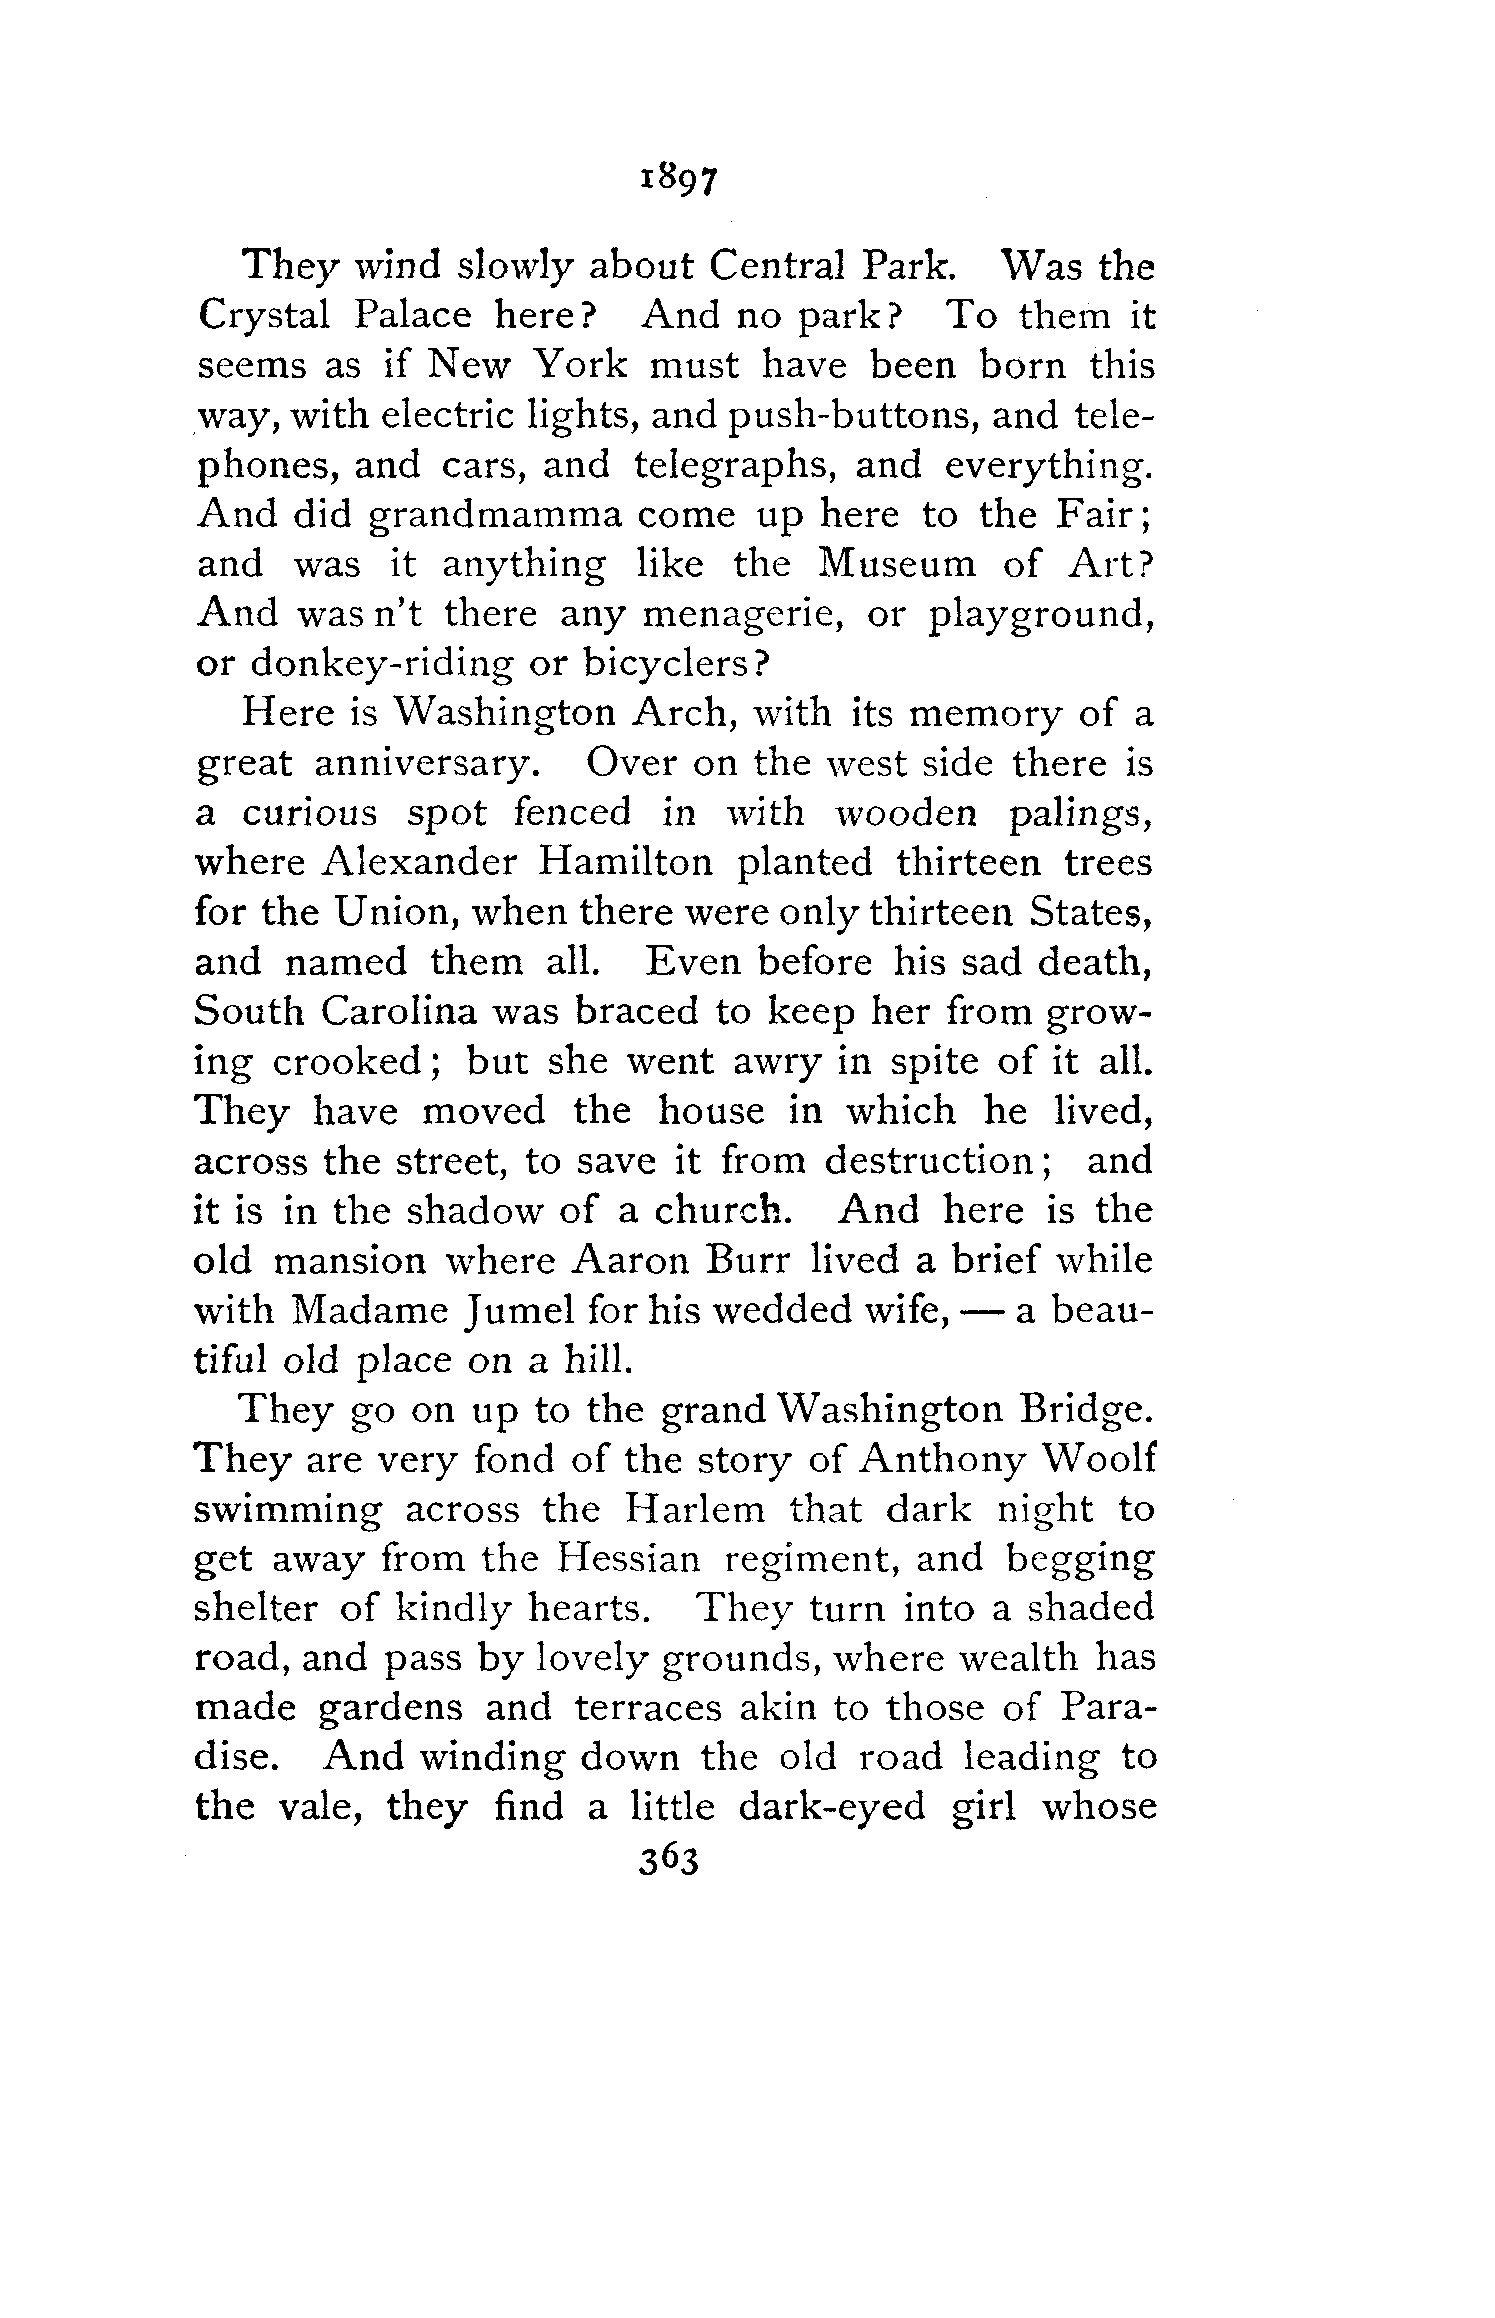 1897
They wind slowly about Central Park. Was the
Crystal Palace here? And no park? To them it
seems as if New York must have been born this
way, with electric lights, and push-buttons, and tele-
phones, and cars, and telegraphs, and everything.
And did grandmamma come up here to the Fair;
and was it anything like the Museum of Art?
And was n't there any menagerie, or playground,
or donkey-riding or bicyclers?
Here is Washington Arch, with its memory of a
great anniversary. Over on the west side there is
a curious spot fenced in with wooden palings,
where Alexander Hamilton planted thirteen trees
for the Union, when there were only thirteen States,
and named them all. Even before his sad death,
South Carolina was braced to keep her from grow-
ing crooked; but she went awry in spite of it all.
They have moved the house in which he lived,
across the street, to save it from destruction; and
it is in the shadow of a church. And here is the
old mansion where Aaron Burr lived a brief while
with Madame Jumel for his wedded wife, — a beau-
tiful old place on a hill.
They go on up to the grand Washington Bridge.
They are very fond of the story of Anthony Woolf
swimming across the Harlem that dark night to
get away from the Hessian regiment, and begging
shelter of kindly hearts. They turn into a shaded
road, and pass by lovely grounds, where wealth has
made gardens and terraces akin to those of Para-
dise. And winding down the old road leading to
the vale, they find a little dark-eyed girl whose
363